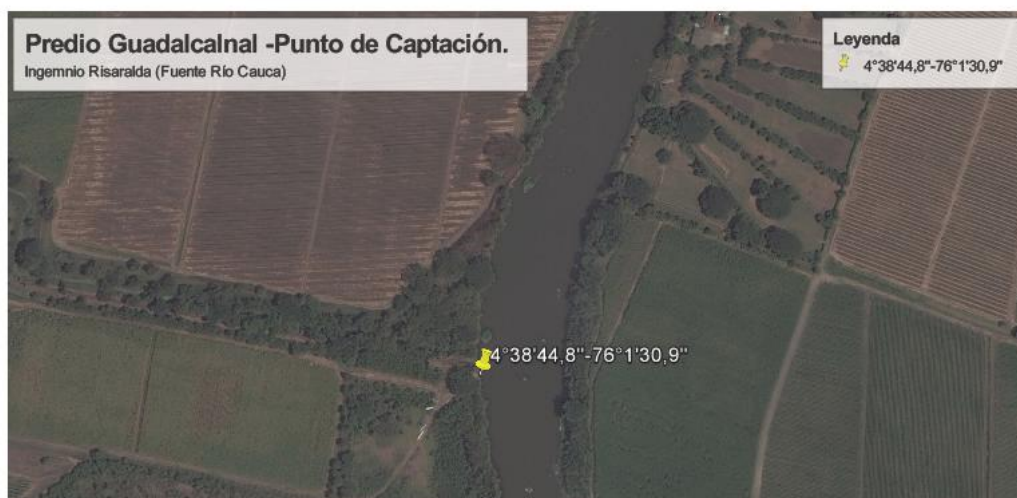 Predio Guadalcalnal -Punto de Captación.
Ingemnio Risaralda (Fuente Río Cauca)
Leyenda
4°38'44,8"-76°1'30,9"
4°38'44,8"-76°1'30,9"